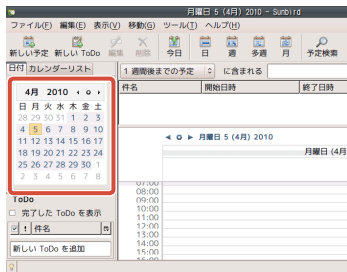 月曜日 5 (4月) 2010 - Sunbird
ファイル(F) 編集(E) 表示(V) 移動(G) ツール(T) ヘルプ(H)
新しい予定 新しい ToDo 編集 削除 今日 日 週 多週 月 予定検索
日付 カレンダーリスト
1 週間後までの予定 に含まれる
件名 開始日時 終了日時
4月 2010
日 月 火 水 木 金 土
28 29 30 31 1 2 3
4 5 6 7 8 9 10
11 12 13 14 15 16 17
18 19 20 21 22 23 24
25 26 27 28 29 30 1
2 3 4 5 6 7 8
月曜日 5 (4月) 2010
月曜日 (4月
ToDo
完了した ToDo を表示
! 件名
新しい ToDo を追加
07:00
08:00
09:00
10:00
11:00
12:00
13:00
14:00
15:00